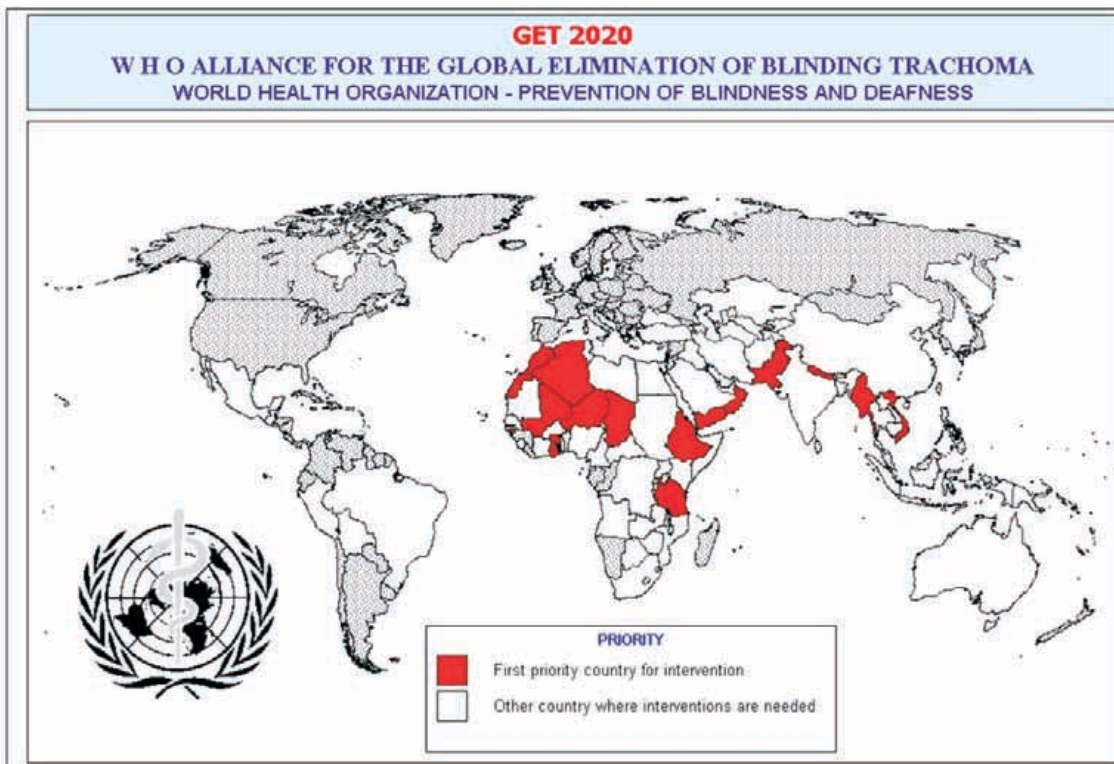 GET 2020
W H O ALLIANCE FOR THE GLOBAL ELIMINATION OF BLINDING TRACHOMA
WORLD HEALTH ORGANIZATION - PREVENTION OF BLINDNESS AND DEAFNESS
PRIORITY
First priority country for intervention
Other country where interventions are needed